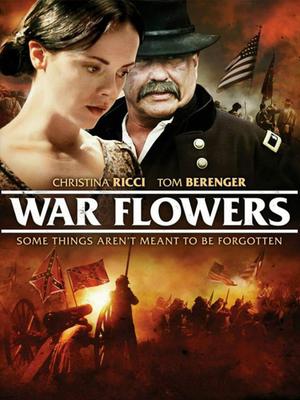 CHRISTINA RICCI TOM BERENGER
WAR FLOWERS
SOME THINGS AREN'T MEANT TO BE FORGOTTEN